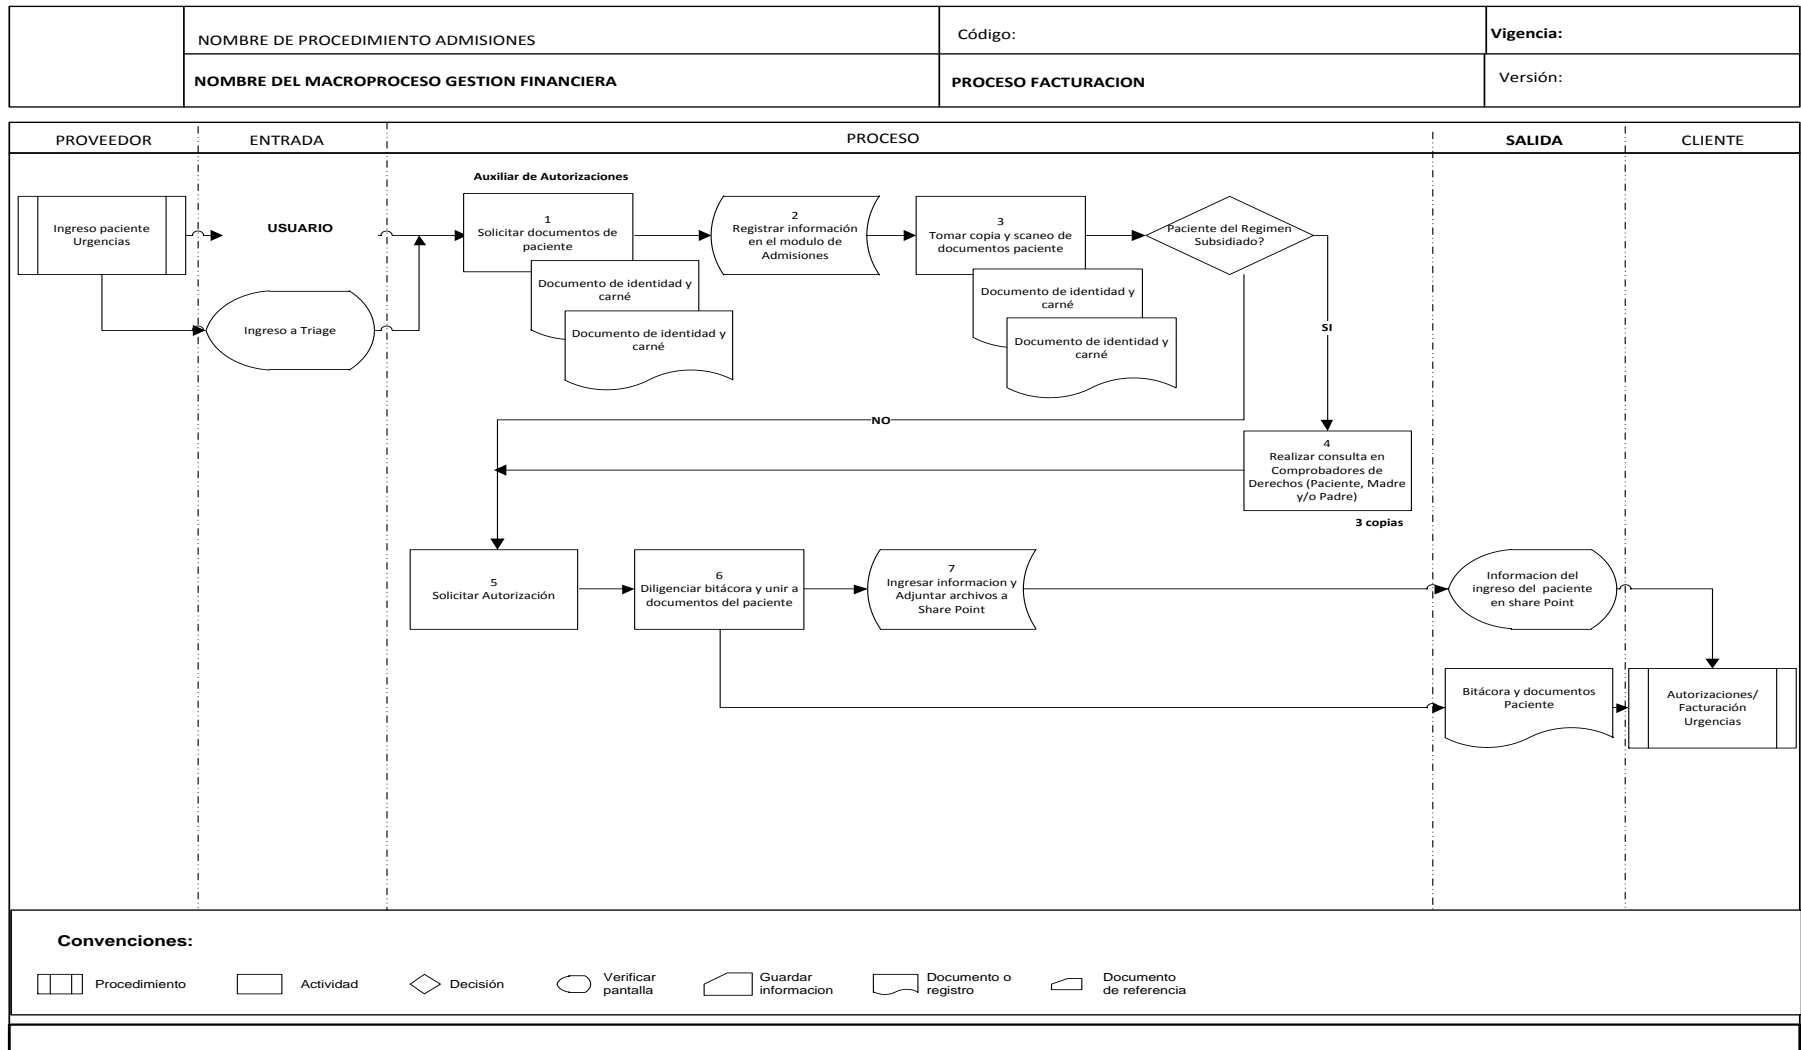 NOMBRE DE PROCEDIMIENTO ADMISIONES
Código:
Vigencia:
NOMBRE DEL MACROPROCESO GESTION FINANCIERA
PROCESO FACTURACION
Versión:
PROVEEDOR
ENTRADA
PROCESO
SALIDA
CLIENTE
Ingreso paciente
Urgencias
USUARIO
Ingreso a Triage
Auxiliar de Autorizaciones
1
Solicitar documentos de
paciente
Documento de identidad y
carné
Documento de identidad y
carné
2
Registrar información
en el modulo de
Admisiones
3
Tomar copia y scaneo de
documentos paciente
Documento de identidad y
carné
Documento de identidad y
carné
Paciente del Regimen
Subsidiado?
SI
NO
4
Realizar consulta en
Comprobadores de
Derechos (Paciente, Madre
y/o Padre)
3 copias
5
Solicitar Autorización
6
Diligenciar bitácora y unir a
documentos del paciente
7
Ingresar informacion y
Adjuntar archivos a
Share Point
Informacion del
ingreso del paciente
en share Point
Bitácora y documentos
Paciente
Autorizaciones/
Facturación
Urgencias
Convenciones:
Procedimiento
Actividad
Decisión
Verificar
pantalla
Guardar
informacion
Documento o
registro
Documento
de referencia